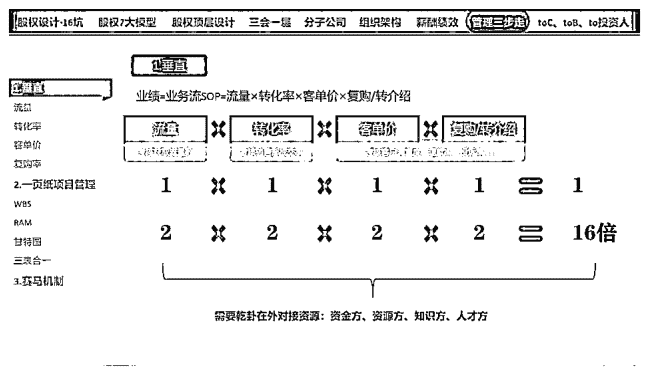 股权设计-16坑 股权7大模型 股权顶层设计 三会一层 分子公司 组织架构 薪酬绩效 管理三步走 toC、toB、to投资人
1.垂直
1.垂直
流量
转化率
客单价
复购率
2.一页纸项目管理
WBS
RAM
甘特图
三表合一
3.赛马机制
业绩=业务流SOP=流量×转化率×客单价×复购/转介绍
流量 × 转化率 × 客单价 × 复购/转介绍
1 × 1 × 1 × 1 = 1
2 × 2 × 2 × 2 = 16倍
需要乾卦在外对接资源：资金方、资源方、知识方、人才方